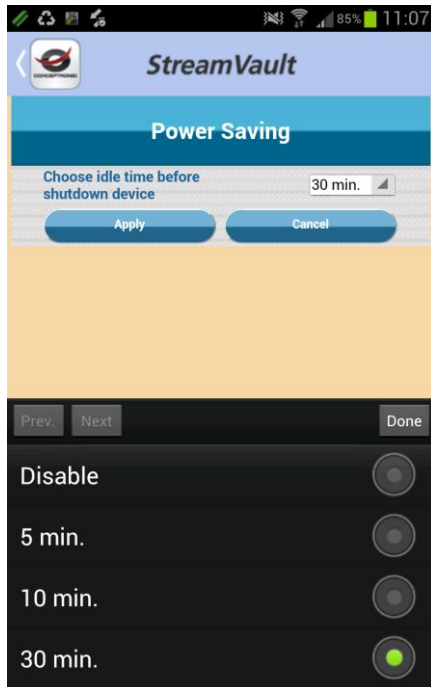 85% 11:07
CONCEPTRONIC
StreamVault
Power Saving
Choose idle time before
shutdown device
30 min.
Apply Cancel
Prev. Next Done
Disable
5 min.
10 min.
30 min.